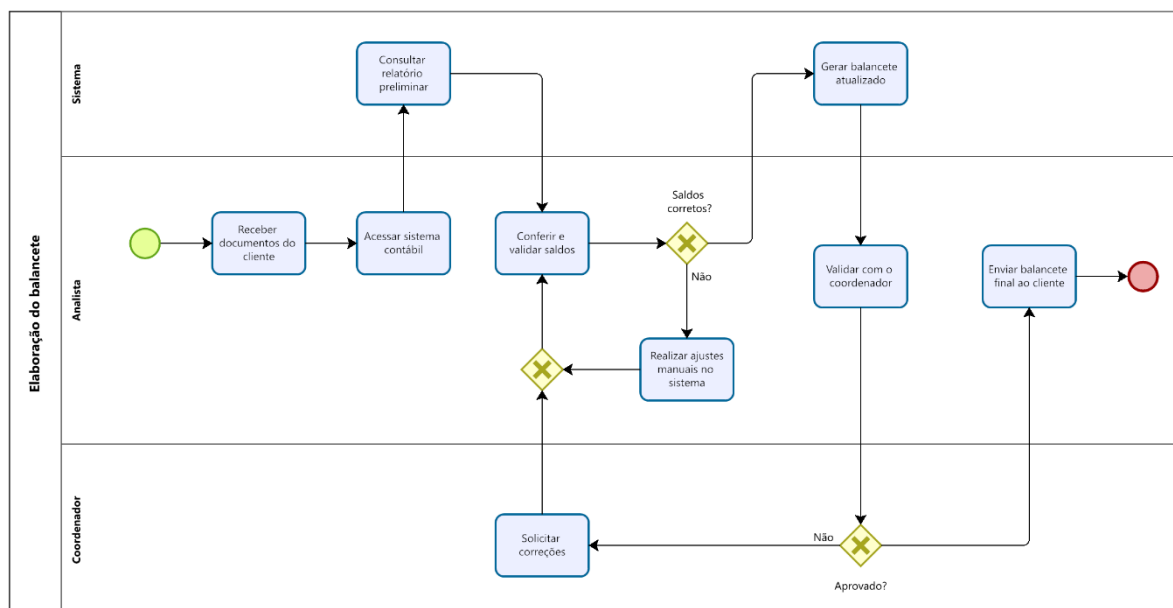 Elaboração do balancete
Sistema
Consultar
relatório
preliminar
Gerar balancete
atualizado
Analista
Receber
documentos do
cliente
Acessar sistema
contábil
Conferir e
validar saldos
Saldos
corretos?
Não
Realizar ajustes
manuais no
sistema
Validar com o
coordenador
Enviar balancete
final ao cliente
Coordenador
Solicitar
correções
Não
Aprovado?